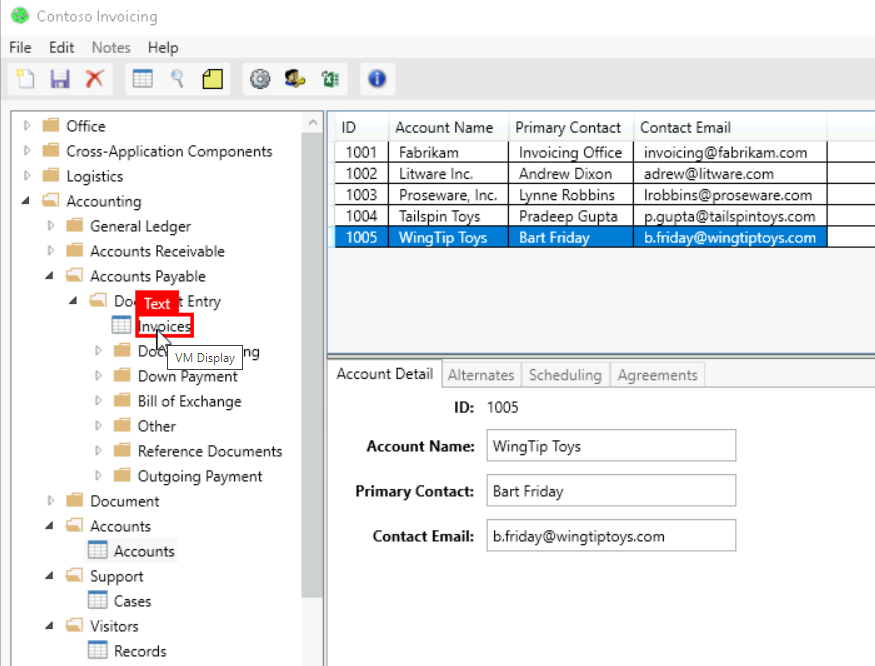 Contoso Invoicing
File Edit Notes Help
Office
Cross-Application Components
Logistics
Accounting
General Ledger
Accounts Receivable
Accounts Payable
Entry
Text
Invoices
VM Display
Down Payment
Bill of Exchange
Other
Reference Documents
Outgoing Payment
Document
Accounts
Accounts
Support
Cases
Visitors
Records
ID Account Name Primary Contact Contact Email
1001 Fabrikam Invoicing Office invoicing@fabrikam.com
1002 Litware Inc. Andrew Dixon adrew@litware.com
1003 Proseware, Inc. Lynne Robbins lrobbins@proseware.com
1004 Tailspin Toys Pradeep Gupta p.gupta@tailspintoys.com
1005 WingTip Toys Bart Friday b.friday@wingtiptoys.com
Account Detail Alternates Scheduling Agreements
ID: 1005
Account Name: WingTip Toys
Primary Contact: Bart Friday
Contact Email: b.friday@wingtiptoys.com